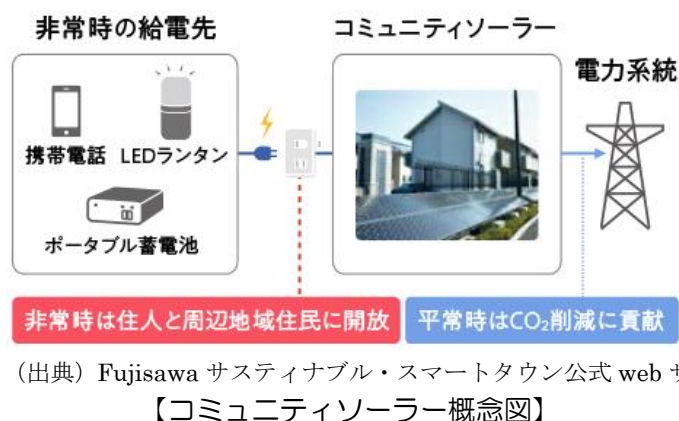 非常時の給電先
コミュニティソーラー
電力系統
携帯電話
LEDランタン
ポータブル蓄電池
非常時は住人と周辺地域住民に開放
平常時はCO₂削減に貢献
（出典）Fujisawa サスティナブル・スマートタウン公式 web サ
【コミュニティソーラー概念図】